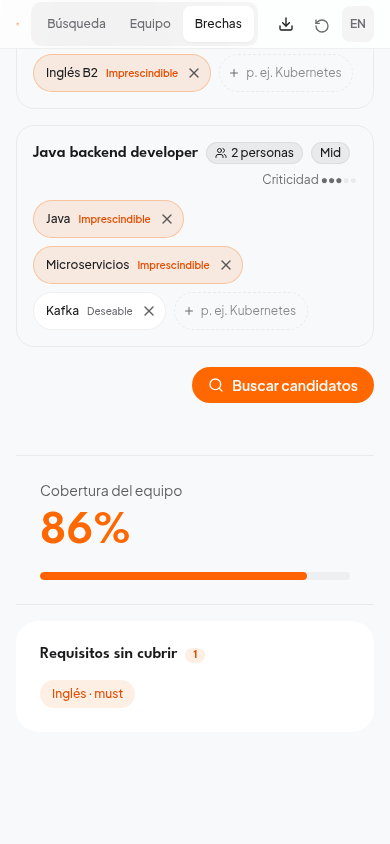 Búsqueda Equipo Brechas EN
Inglés B2 Imprescindible p. ej. Kubernetes
Java backend developer 2 personas Mid
Criticidad
Java Imprescindible
Microservicios Imprescindible
Kafka Deseable p. ej. Kubernetes
Buscar candidatos
Cobertura del equipo
86%
Requisitos sin cubrir 1
Inglés · must